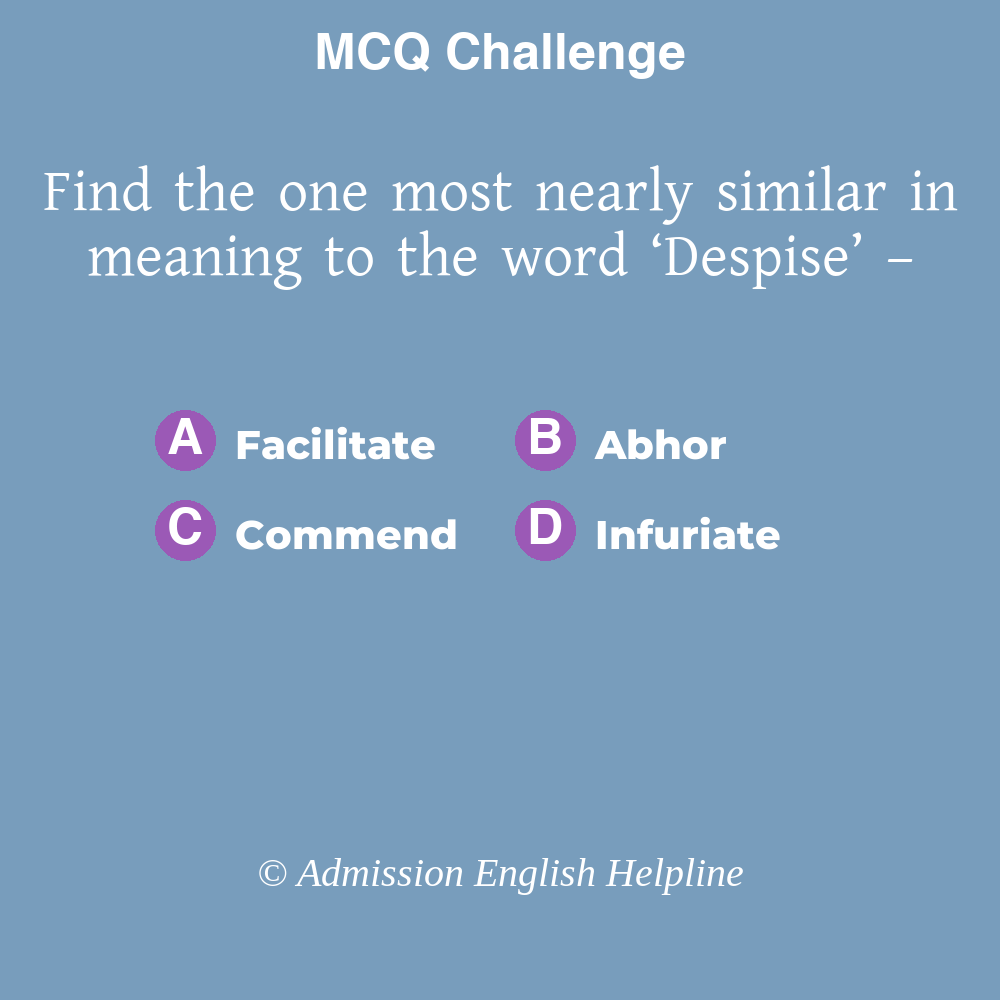 MCQ Challenge
Find the one most nearly similar in
meaning to the word ‘Despise’ –
A Facilitate B Abhor
C Commend D Infuriate
© Admission English Helpline